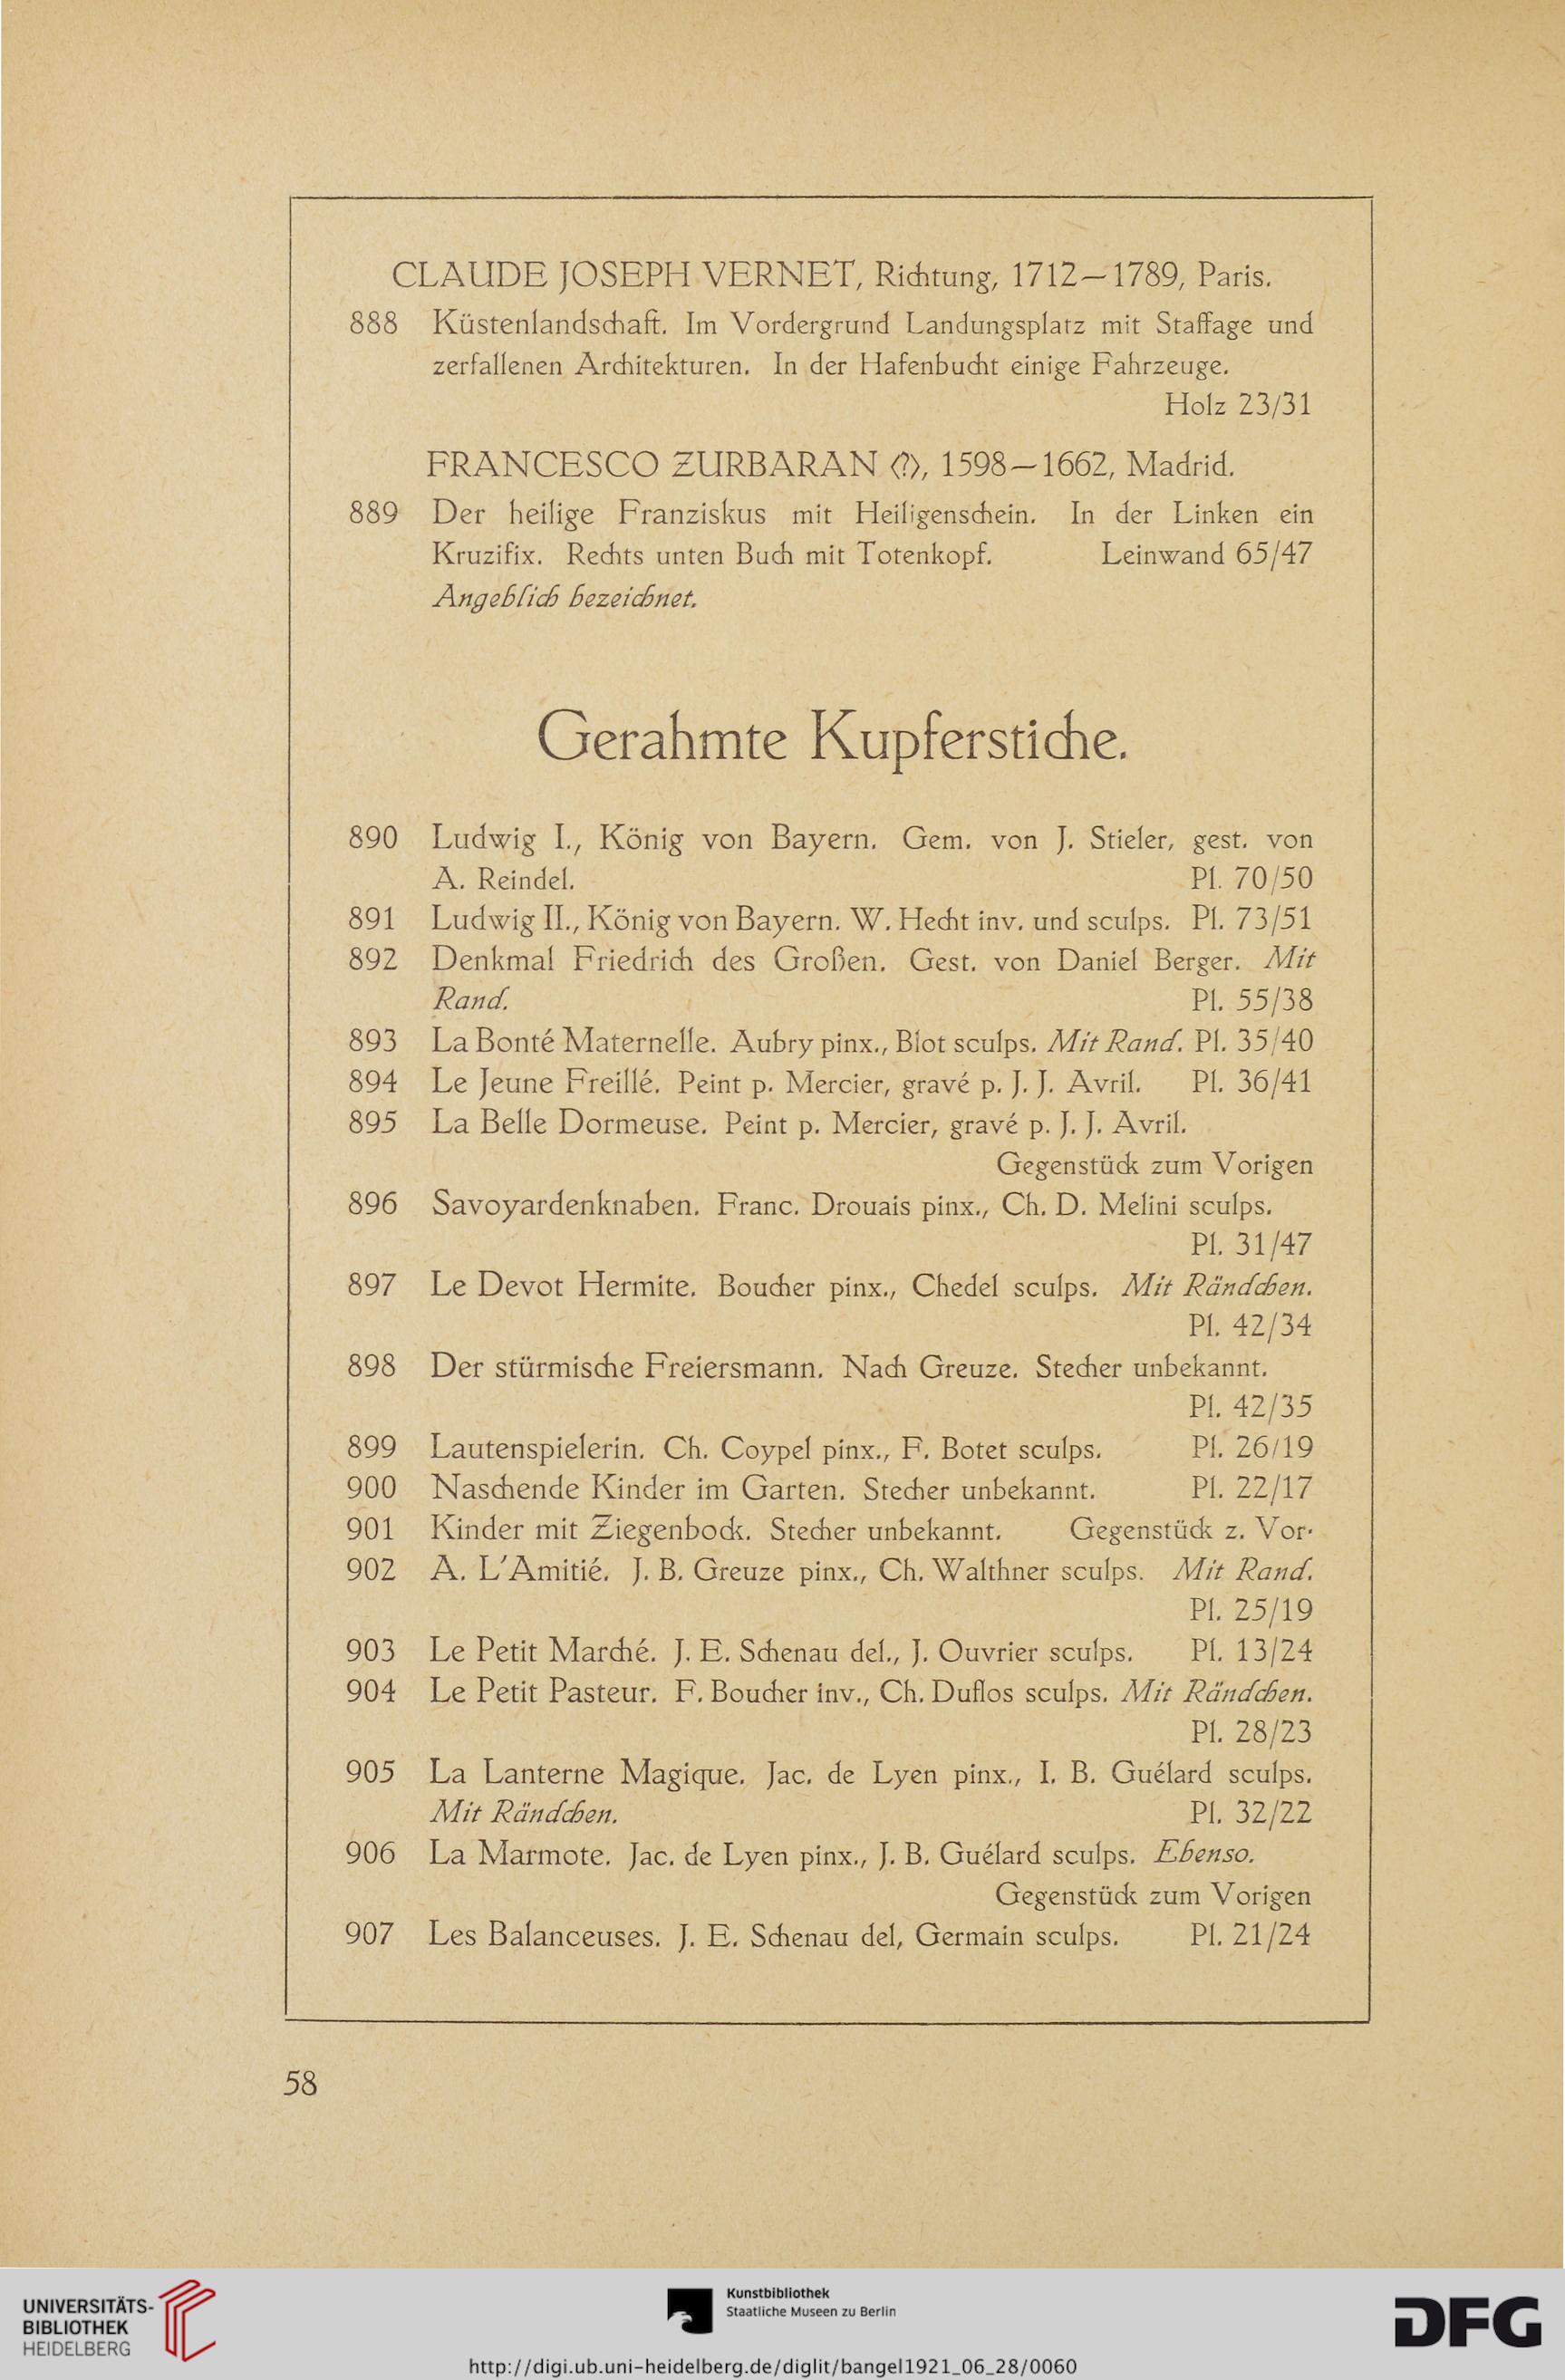 CLAUDE JOSEPH VERNET, Richtung, 1712—1789, Paris.
888 Küstenlandschaft. Im Vordergrund Landungsplatz mit Staffage und
zerfallenen Architekturen. In der Hafenbucht einige Fahrzeuge.
Holz 23/31
FRANCESCO ZURBARAN (?), 1598—1662, Madrid.
889 Der heilige Franziskus mit Heiligenschein. In der Linken ein
Kruzifix. Rechts unten Buch mit Totenkopf. Leinwand 65/47
Angeblich bezeichnet.
Gerahmte Kupferstiche.
890 Ludwig I., König von Bayern. Gem. von J. Stieler, gest. von
A. Reindel. Pl. 70/50
891 Ludwig II., König von Bayern. W. Hecht inv. und sculps. Pl. 73/51
892 Denkmal Friedrich des Großen. Gest. von Daniel Berger. Mit
Rand. Pl. 55/38
893 La Bonté Maternelle. Aubry pinx., Blot sculps. Mit Rand. Pl. 35/40
894 Le Jeune Freillé. Peint p. Mercier, gravé p. J. J. Avril. Pl. 36/41
895 La Belle Dormeuse. Peint p. Mercier, gravé p. J. J. Avril.
Gegenstück zum Vorigen
896 Savoyardenknaben. Franc. Drouais pinx., Ch. D. Melini sculps.
Pl. 31/47
897 Le Devot Hermite. Boucher pinx., Chedel sculps. Mit Rändchen.
Pl. 42/34
898 Der stürmische Freiersmann. Nach Greuze. Stecher unbekannt.
Pl. 42/35
899 Lautenspielerin. Ch. Coypel pinx., F. Botet sculps. Pl. 26/19
900 Naschende Kinder im Garten. Stecher unbekannt. Pl. 22/17
901 Kinder mit Ziegenbock. Stecher unbekannt. Gegenstück z. Vor.
902 A. L'Amitié. J. B. Greuze pinx., Ch. Walthner sculps. Mit Rand.
Pl. 25/19
903 Le Petit Marché. J. E. Schenau del., J. Ouvrier sculps. Pl. 13/24
904 Le Petit Pasteur. F. Boucher inv., Ch. Duflos sculps. Mit Rändchen.
Pl. 28/23
905 La Lanterne Magique. Jac. de Lyen pinx., I. B. Guélard sculps.
Mit Rändchen. Pl. 32/22
906 La Marmote. Jac. de Lyen pinx., J. B. Guélard sculps. Ebenso.
Gegenstück zum Vorigen
907 Les Balanceuses. J. E. Schenau del, Germain sculps. Pl. 21/24
58
UNIVERSITÄTS-
BIBLIOTHEK
HEIDELBERG
Kunstbibliothek
Staatliche Museen zu Berlin
DFG
http://digi.ub.uni-heidelberg.de/diglit/bangel1921_06_28/0060